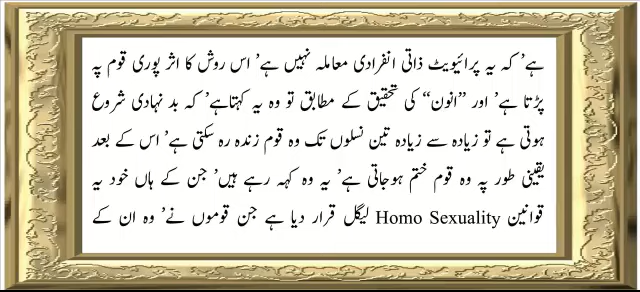 ہے’ کہ یہ پرائیویٹ ذاتی انفرادی معاملہ نہیں ہے’ اس روش کا اثر پوری قوم پہ
پڑتا ہے’ اور ”انون“ کی تحقیق کے مطابق تو وہ یہ کہتاہے’ کہ بد نہادی شروع
ہوتی ہے تو زیادہ سے زیادہ تین نسلوں تک وہ قوم زندہ رہ سکتی ہے’ اس کے بعد
یقینی طور پہ وہ قوم ختم ہوجاتی ہے’ یہ وہ کہہ رہے ہیں’ جن کے ہاں خود یہ
قوانین Homo Sexuality لیگل قرار دیا ہے جن قوموں نے’ وہ ان کے